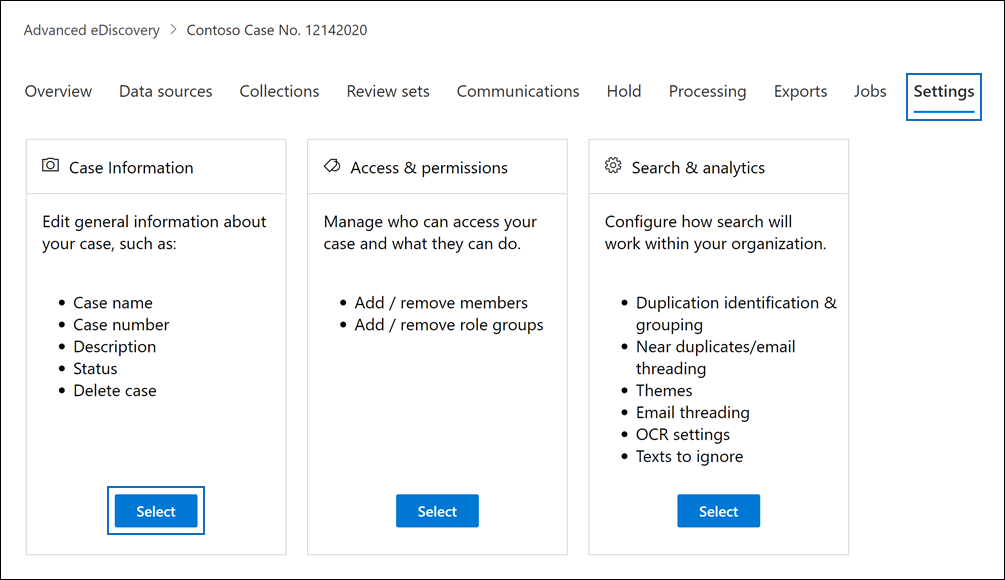 Advanced eDiscovery > Contoso Case No. 12142020
Overview Data sources Collections Review sets Communications Hold Processing Exports Jobs Settings
Case Information
Edit general information about
your case, such as:
• Case name
• Case number
• Description
• Status
• Delete case
Select
Access & permissions
Manage who can access your
case and what they can do.
• Add / remove members
• Add / remove role groups
Select
Search & analytics
Configure how search will
work within your organization.
• Duplication identification &
grouping
• Near duplicates/email
threading
• Themes
• Email threading
• OCR settings
• Texts to ignore
Select